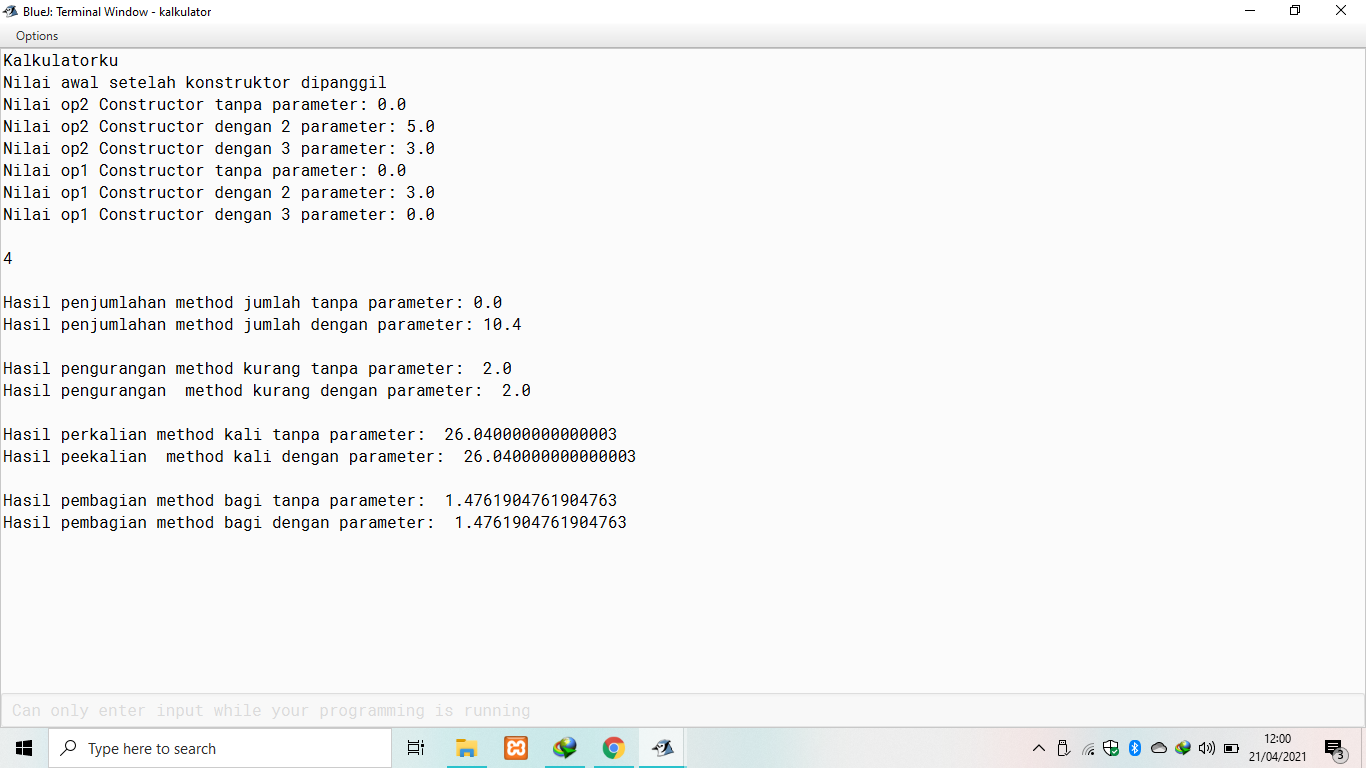 BlueJ: Terminal Window - kalkulator
Options
Kalkulatorku
Nilai awal setelah konstruktor dipanggil
Nilai op2 Constructor tanpa parameter: 0.0
Nilai op2 Constructor dengan 2 parameter: 5.0
Nilai op2 Constructor dengan 3 parameter: 3.0
Nilai op1 Constructor tanpa parameter: 0.0
Nilai op1 Constructor dengan 2 parameter: 3.0
Nilai op1 Constructor dengan 3 parameter: 0.0
4
Hasil penjumlahan method jumlah tanpa parameter: 0.0
Hasil penjumlahan method jumlah dengan parameter: 10.4
Hasil pengurangan method kurang tanpa parameter:  2.0
Hasil pengurangan  method kurang dengan parameter:  2.0
Hasil perkalian method kali tanpa parameter:  26.040000000000003
Hasil peekalian  method kali dengan parameter:  26.040000000000003
Hasil pembagian method bagi tanpa parameter:  1.4761904761904763
Hasil pembagian method bagi dengan parameter:  1.4761904761904763
Can only enter input while your programming is running
Type here to search
12:00
21/04/2021
3